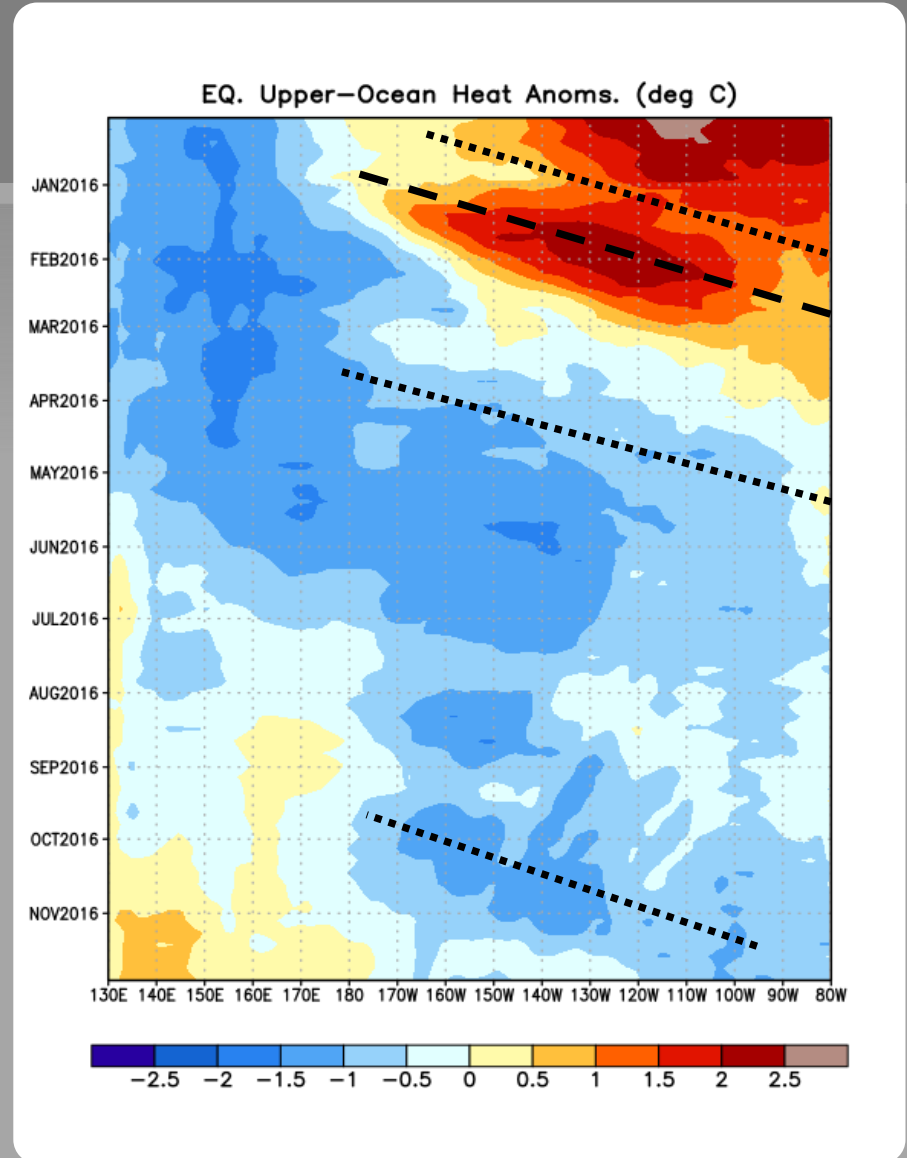 EQ. Upper-Ocean Heat Anoms. (deg C)
JAN2016
FEB2016
MAR2016
APR2016
MAY2016
JUN2016
JUL2016
AUG2016
SEP2016
OCT2016
NOV2016
130E 140E 150E 160E 170E 180 170W 160W 150W 140W 130W 120W 110W 100W 90W 80W
-2.5 -2 -1.5 -1 -0.5 0 0.5 1 1.5 2 2.5